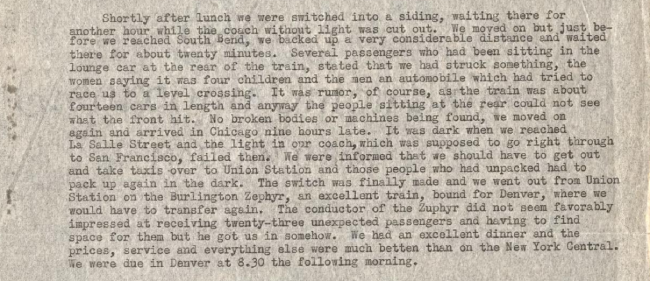 Shortly after lunch we were switched into a siding, waiting there for
another hour while the coach without light was cut out.  We moved on but just be-
fore we reached South Bend, we backed up a very considerable distance and waited
there for about twenty minutes.  Several passengers who had been sitting in the
lounge car at the rear of the train, stated that we had struck something, the
women saying it was four children and the men an automobile which had tried to
race us to a level crossing.  It was rumor, of course, as the train was about
fourteen cars in length and anyway the people sitting at the rear could not see
what the front hit.  No broken bodies or machines being found, we moved on
again and arrived in Chicago nine hours late.  It was dark when we reached
La Salle Street and the light in our coach,which was supposed to go right through
to San Francisco, failed then.  We were informed that we should have to get out
and take taxis over to Union Station and those people who had unpacked had to
pack up again in the dark.  The switch was finally made and we went out from Union
Station on the Burlington Zephyr, an excellent train, bound for Denver, where we
would have to transfer again.  The conductor of the Zuphyr did not seem favorably
impressed at receiving twenty-three unexpected passengers and having to find
space for them but he got us in somehow.  We had an excellent dinner and the
prices, service and everything else were much betten than on the New York Central.
We were due in Denver at 8.30 the following morning.